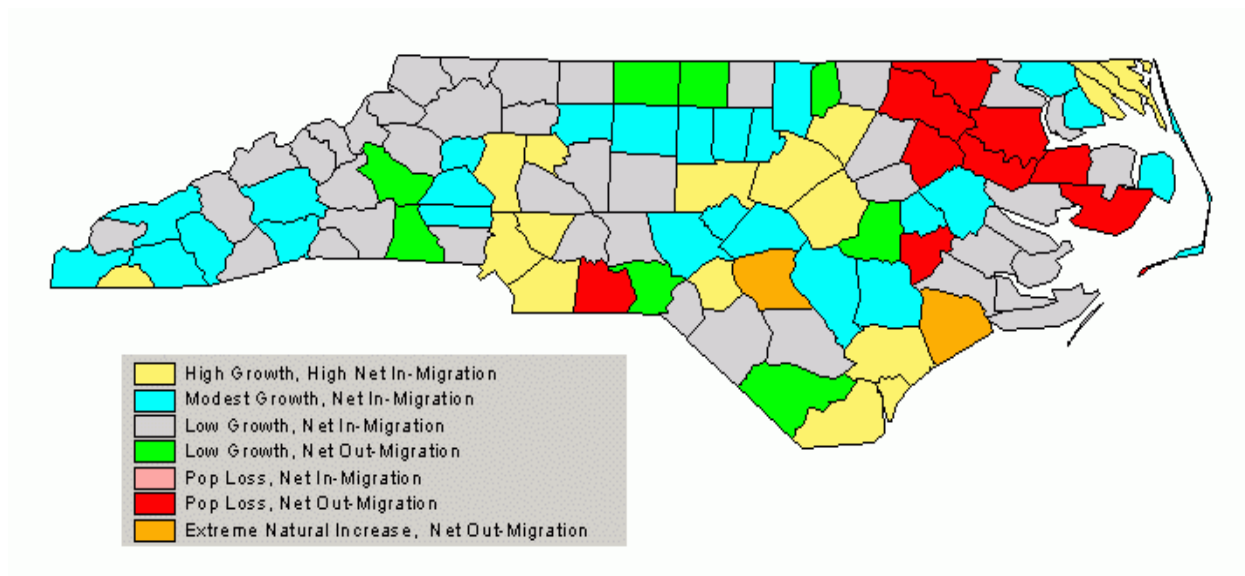 High Growth, High Net In-Migration
Modest Growth, Net In-Migration
Low Growth, Net In-Migration
Low Growth, Net Out-Migration
Pop Loss, Net In-Migration
Pop Loss, Net Out-Migration
Extreme Natural Increase, Net Out-Migration